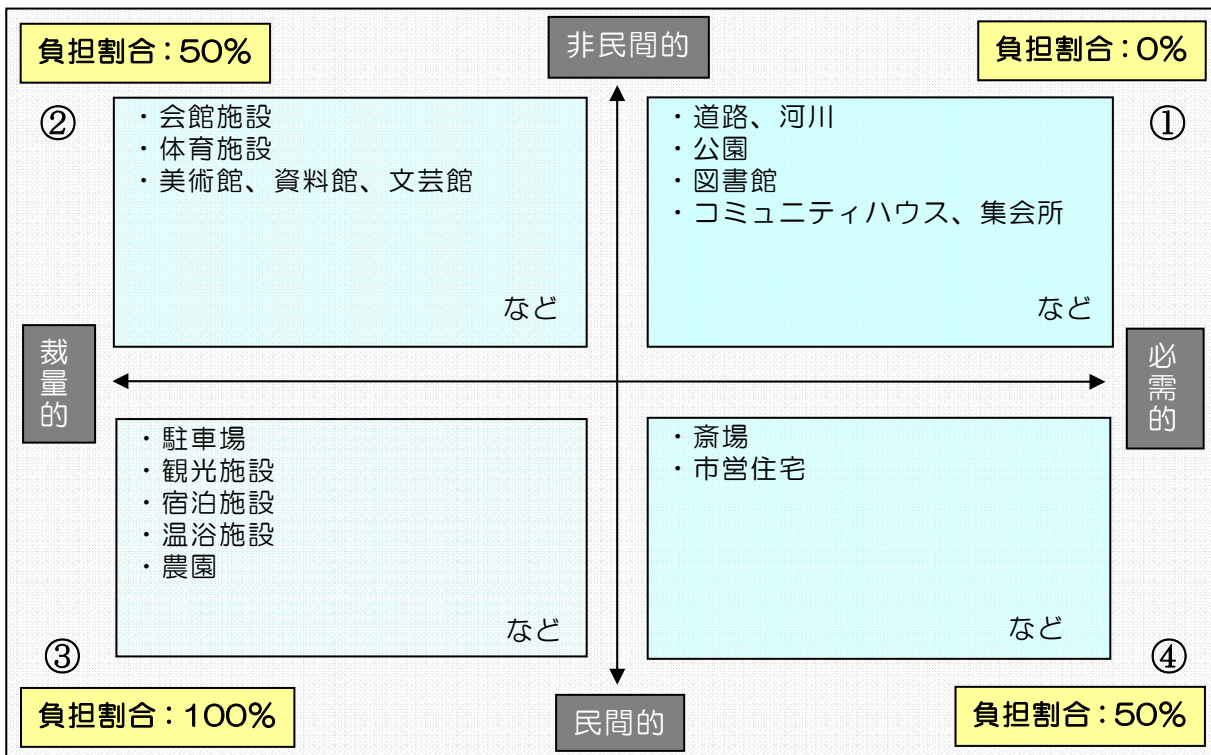 負担割合：50％
非民間的
負担割合：0％
②
・会館施設
・体育施設
・美術館、資料館、文芸館
など
・道路、河川
・公園
・図書館
・コミュニティハウス、集会所
など
①
裁量的
必需的
・駐車場
・観光施設
・宿泊施設
・温浴施設
・農園
など
・斎場
・市営住宅
など
③
④
負担割合：100％
民間的
負担割合：50％